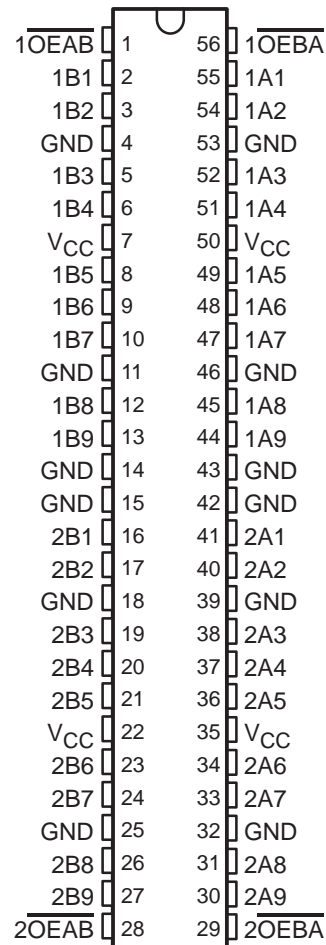 1OEAB 1 56 1OEBA
1B1 2 55 1A1
1B2 3 54 1A2
GND 4 53 GND
1B3 5 52 1A3
1B4 6 51 1A4
VCC 7 50 VCC
1B5 8 49 1A5
1B6 9 48 1A6
1B7 10 47 1A7
GND 11 46 GND
1B8 12 45 1A8
1B9 13 44 1A9
GND 14 43 GND
GND 15 42 GND
2B1 16 41 2A1
2B2 17 40 2A2
GND 18 39 GND
2B3 19 38 2A3
2B4 20 37 2A4
2B5 21 36 2A5
VCC 22 35 VCC
2B6 23 34 2A6
2B7 24 33 2A7
GND 25 32 GND
2B8 26 31 2A8
2B9 27 30 2A9
2OEAB 28 29 2OEBA